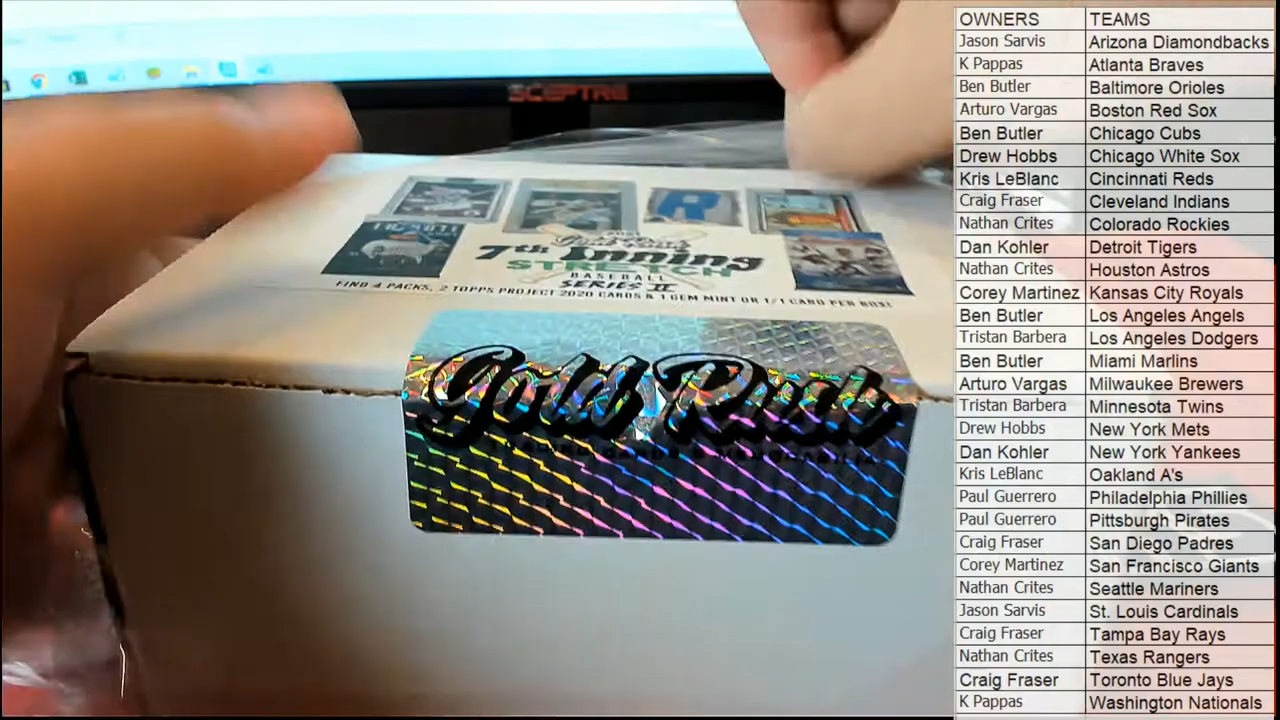 SCEPTRE
R
7th Inning
STRETCH
BASEBALL
SERIES II
FIND 4 PACKS, 2 TOPPS PROJECT 2020 CARDS & 1 GEM MINT OR 1/1 CARD PER BOX!
Gold Rush
CARDS & MEMORABILIA
OWNERS TEAMS
Jason Sarvis Arizona Diamondbacks
K Pappas Atlanta Braves
Ben Butler Baltimore Orioles
Arturo Vargas Boston Red Sox
Ben Butler Chicago Cubs
Drew Hobbs Chicago White Sox
Kris LeBlanc Cincinnati Reds
Craig Fraser Cleveland Indians
Nathan Crites Colorado Rockies
Dan Kohler Detroit Tigers
Nathan Crites Houston Astros
Corey Martinez Kansas City Royals
Ben Butler Los Angeles Angels
Tristan Barbera Los Angeles Dodgers
Ben Butler Miami Marlins
Arturo Vargas Milwaukee Brewers
Tristan Barbera Minnesota Twins
Drew Hobbs New York Mets
Dan Kohler New York Yankees
Kris LeBlanc Oakland A's
Paul Guerrero Philadelphia Phillies
Paul Guerrero Pittsburgh Pirates
Craig Fraser San Diego Padres
Corey Martinez San Francisco Giants
Nathan Crites Seattle Mariners
Jason Sarvis St. Louis Cardinals
Craig Fraser Tampa Bay Rays
Nathan Crites Texas Rangers
Craig Fraser Toronto Blue Jays
K Pappas Washington Nationals